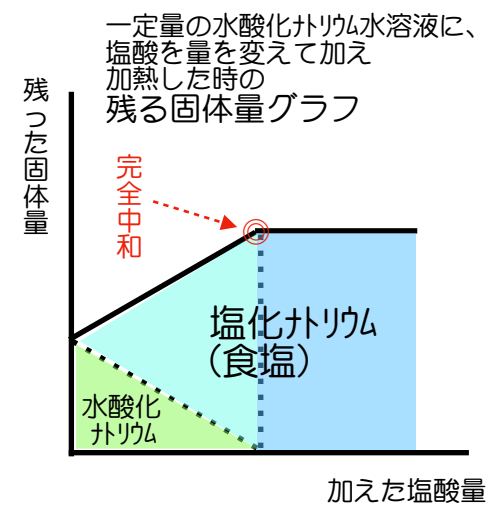 一定量の水酸化ﾅﾄﾘｳﾑ水溶液に、
塩酸を量を変えて加え
加熱した時の
残る固体量グラフ
残った固体量
完全中和
塩化ﾅﾄﾘｳﾑ
(食塩)
水酸化
ﾅﾄﾘｳﾑ
加えた塩酸量